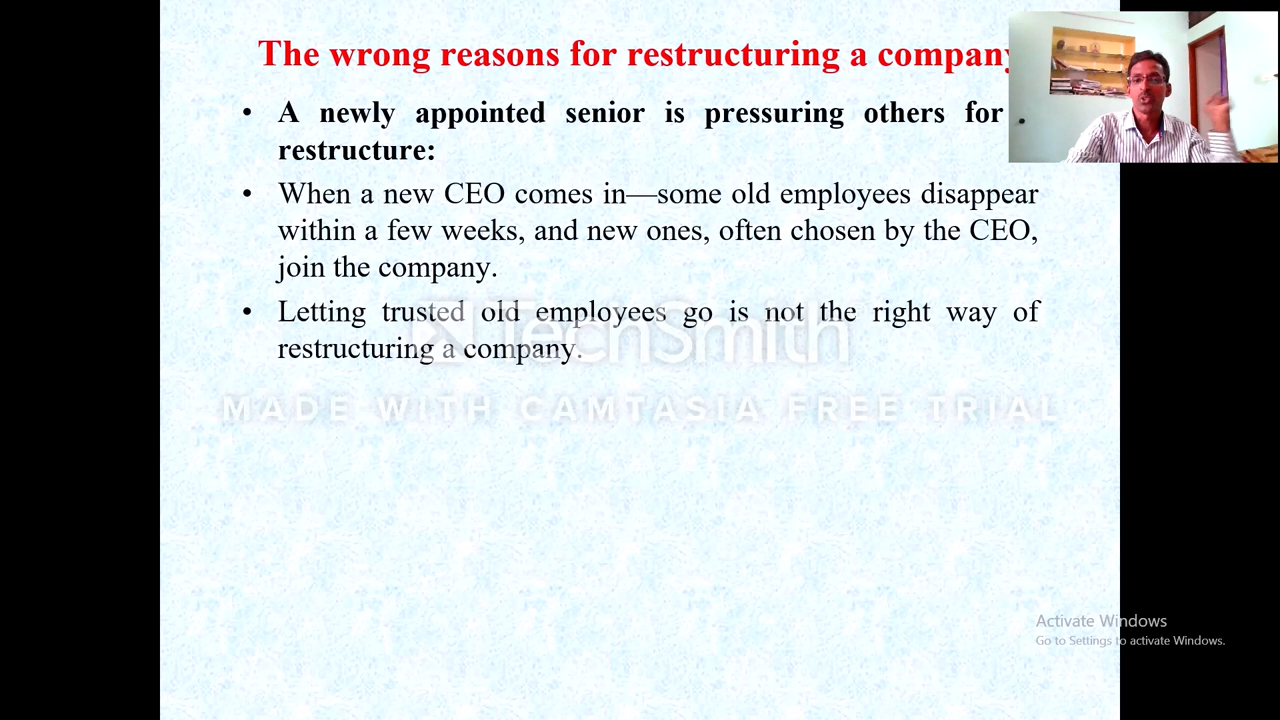 The wrong reasons for restructuring a company
• A newly appointed senior is pressuring others for
restructure:
• When a new CEO comes in—some old employees disappear
within a few weeks, and new ones, often chosen by the CEO,
join the company.
• Letting trusted old employees go is not the right way of
restructuring a company.
TechSmith
MADE WITH CAMTASIA FREE TRIAL
Activate Windows
Go to Settings to activate Windows.